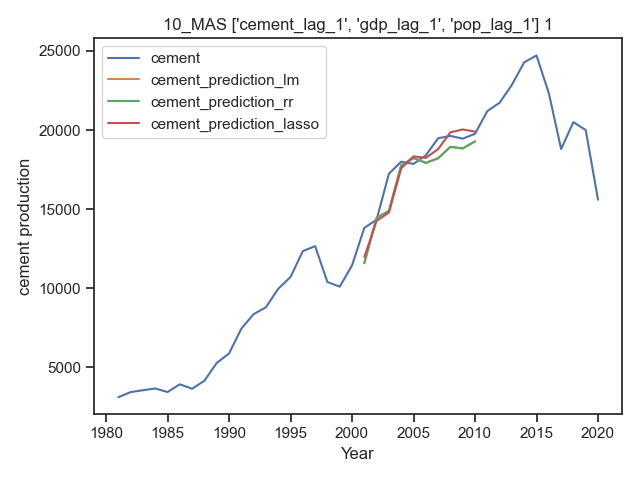 10_MAS ['cement_lag_1', 'gdp_lag_1', 'pop_lag_1'] 1
cement
cement_prediction_lm
cement_prediction_rr
cement_prediction_lasso
25000
20000
15000
10000
5000
cement production
1980 1985 1990 1995 2000 2005 2010 2015 2020
Year